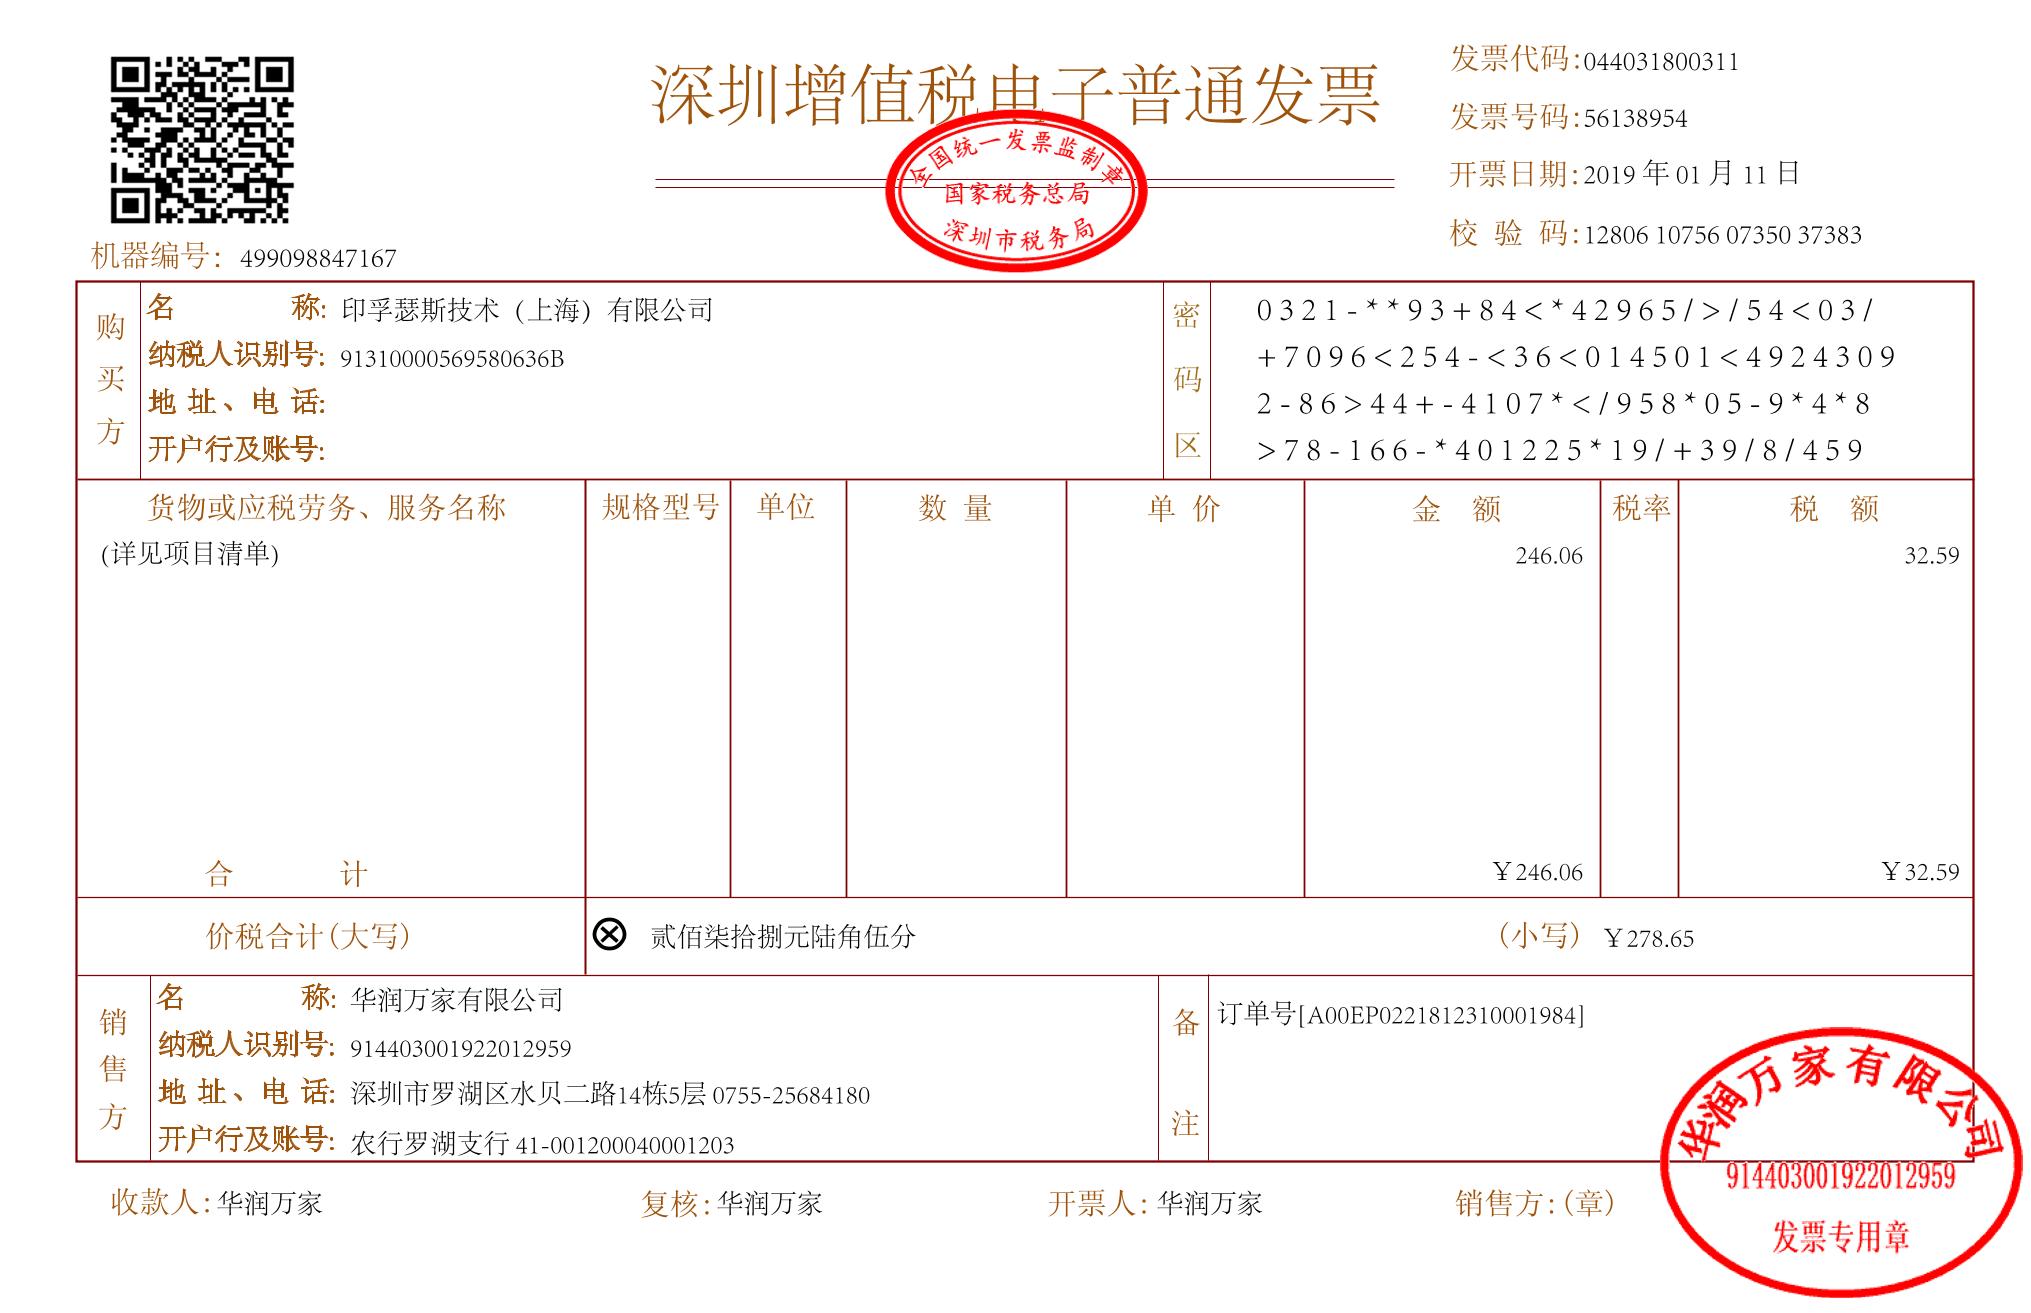 深圳增值税电子普通发票
全国统一发票监制章
国家税务总局
深圳市税务局
发票代码:044031800311
发票号码:56138954
开票日期:2019 年 01 月 11 日
校 验 码:12806 10756 07350 37383
机器编号: 499098847167
购买方
名 称: 印孚瑟斯技术（上海）有限公司
纳税人识别号: 91310000569580636B
地 址、电 话:
开户行及账号:
密码区
0321-**93+84<*42965/>/54<03/
+7096<254-<36<014501<4924309
2-86>44+-4107*</958*05-9*4*8
>78-166-*401225*19/+39/8/459
货物或应税劳务、服务名称 规格型号 单位 数 量 单 价 金 额 税率 税 额
(详见项目清单) 246.06 32.59
合 计 ￥246.06 ￥32.59
价税合计(大写) ⊗ 贰佰柒拾捌元陆角伍分 (小写) ￥278.65
销售方
名 称: 华润万家有限公司
纳税人识别号: 914403001922012959
地 址、电 话: 深圳市罗湖区水贝二路14栋5层 0755-25684180
开户行及账号: 农行罗湖支行 41-001200040001203
备注
订单号[A00EP0221812310001984]
收款人:华润万家 复核:华润万家 开票人:华润万家 销售方:(章)
华润万家有限公司
914403001922012959
发票专用章